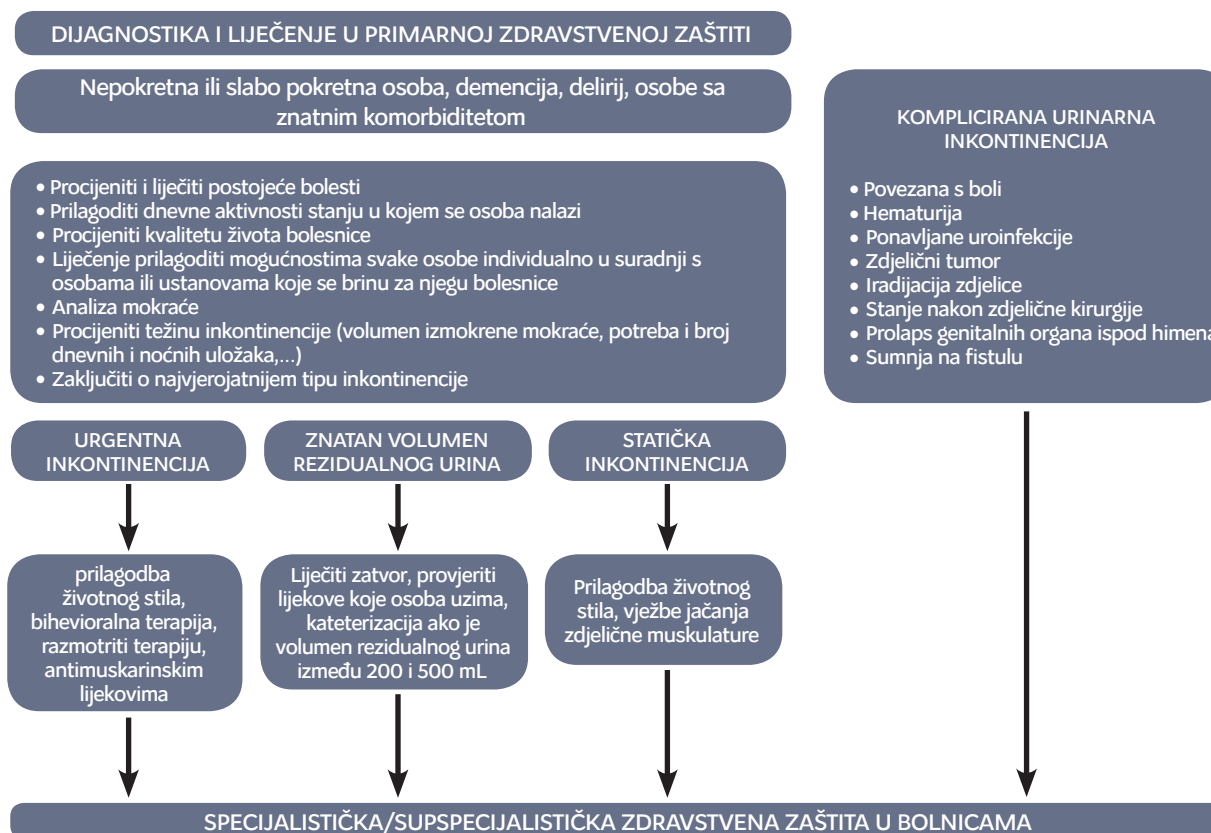 DIJAGNOSTIKA I LIJEČENJE U PRIMARNOJ ZDRAVSTVENOJ ZAŠTITI
Nepokretna ili slabo pokretna osoba, demencija, delirij, osobe sa
znatnim komorbiditetom
• Procijeniti i liječiti postojeće bolesti
• Prilagoditi dnevne aktivnosti stanju u kojem se osoba nalazi
• Procijeniti kvalitetu života bolesnice
• Liječenje prilagoditi mogućnostima svake osobe individualno u suradnji s
osobama ili ustanovama koje se brinu za njegu bolesnice
• Analiza mokraće
• Procijeniti težinu inkontinencije (volumen izmokrene mokraće, potreba i broj
dnevnih i noćnih uložaka,...)
• Zaključiti o najvjerojatnijem tipu inkontinencije
KOMPLICIRANA URINARNA
INKONTINENCIJA
• Povezana s boli
• Hematurija
• Ponavljane uroinfekcije
• Zdjelični tumor
• Iradijacija zdjelice
• Stanje nakon zdjelične kirurgije
• Prolaps genitalnih organa ispod himena
• Sumnja na fistulu
URGENTNA
INKONTINENCIJA
prilagodba
životnog stila,
bihevioralna terapija,
razmotriti terapiju,
antimuskarinskim
lijekovima
ZNATAN VOLUMEN
REZIDUALNOG URINA
Liječiti zatvor, provjeriti
lijekove koje osoba uzima,
kateterizacija ako je
volumen rezidualnog urina
između 200 i 500 mL
STATIČKA
INKONTINENCIJA
Prilagodba životnog
stila, vježbe jačanja
zdjelične muskulature
SPECIJALISTIČKA/SUPSPECIJALISTIČKA ZDRAVSTVENA ZAŠTITA U BOLNICAMA